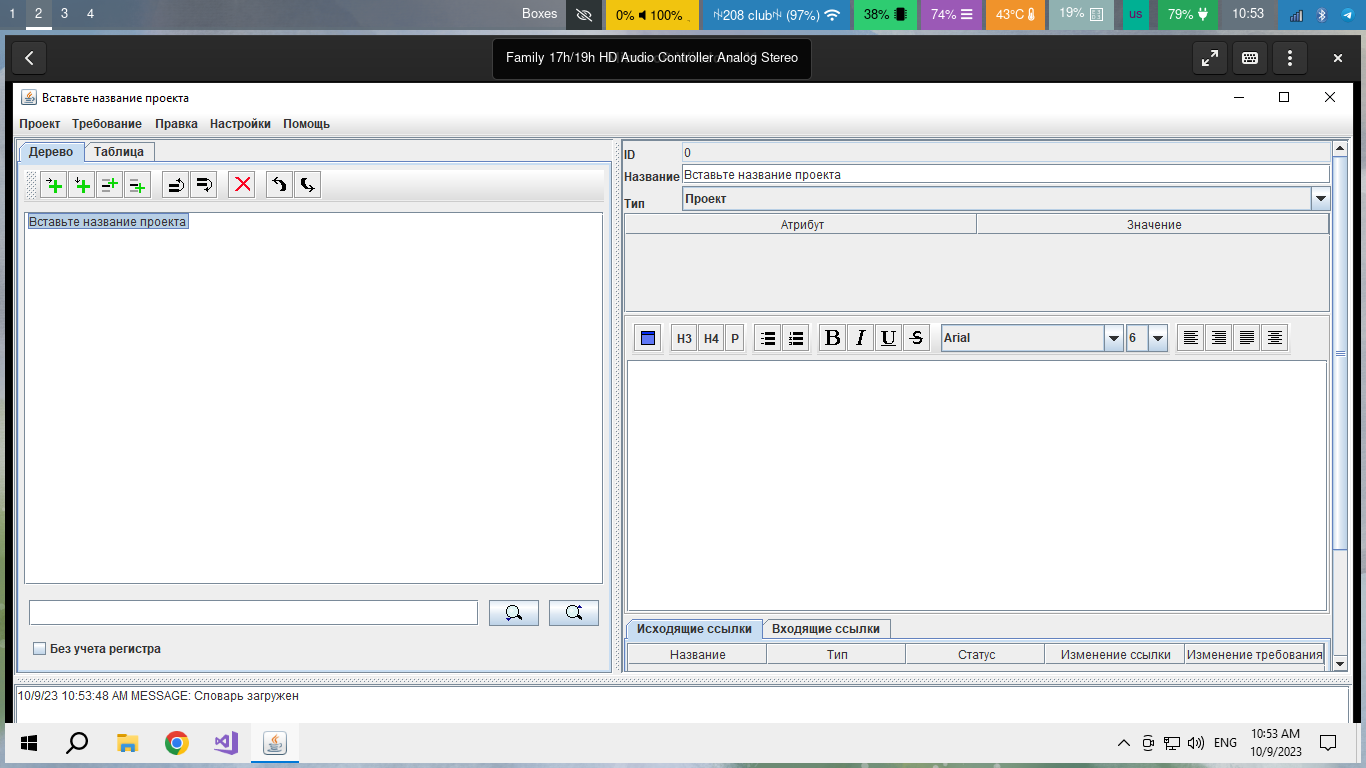 1 2 3 4 Boxes 0% 100% 208 club (97%) 38% 74% 43°C 19% us 79% 10:53
Family 17h/19h HD Audio Controller Analog Stereo
Вставьте название проекта
Проект Требование Правка Настройки Помощь
Дерево Таблица
Вставьте название проекта
Без учета регистра
ID 0
Название Вставьте название проекта
Тип Проект
Атрибут Значение
H3 H4 P B I U S Arial 6
Исходящие ссылки Входящие ссылки
Название Тип Статус Изменение ссылки Изменение требования
10/9/23 10:53:48 AM MESSAGE: Словарь загружен
ENG 10:53 AM
10/9/2023